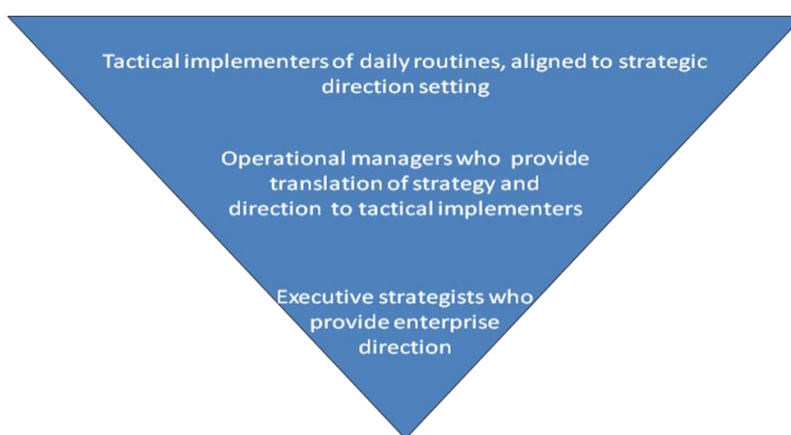 Tactical implementers of daily routines, aligned to strategic
direction setting
Operational managers who provide
translation of strategy and
direction to tactical implementers
Executive strategists who
provide enterprise
direction